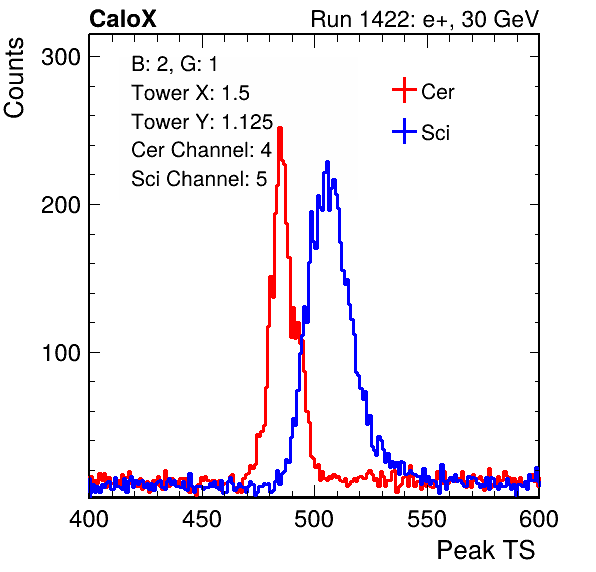 CaloX Run 1422: e+, 30 GeV
Counts
300
B: 2, G: 1
Tower X: 1.5
Tower Y: 1.125
Cer Channel: 4
Sci Channel: 5
Cer
Sci
200
100
400 450 500 550 600
Peak TS